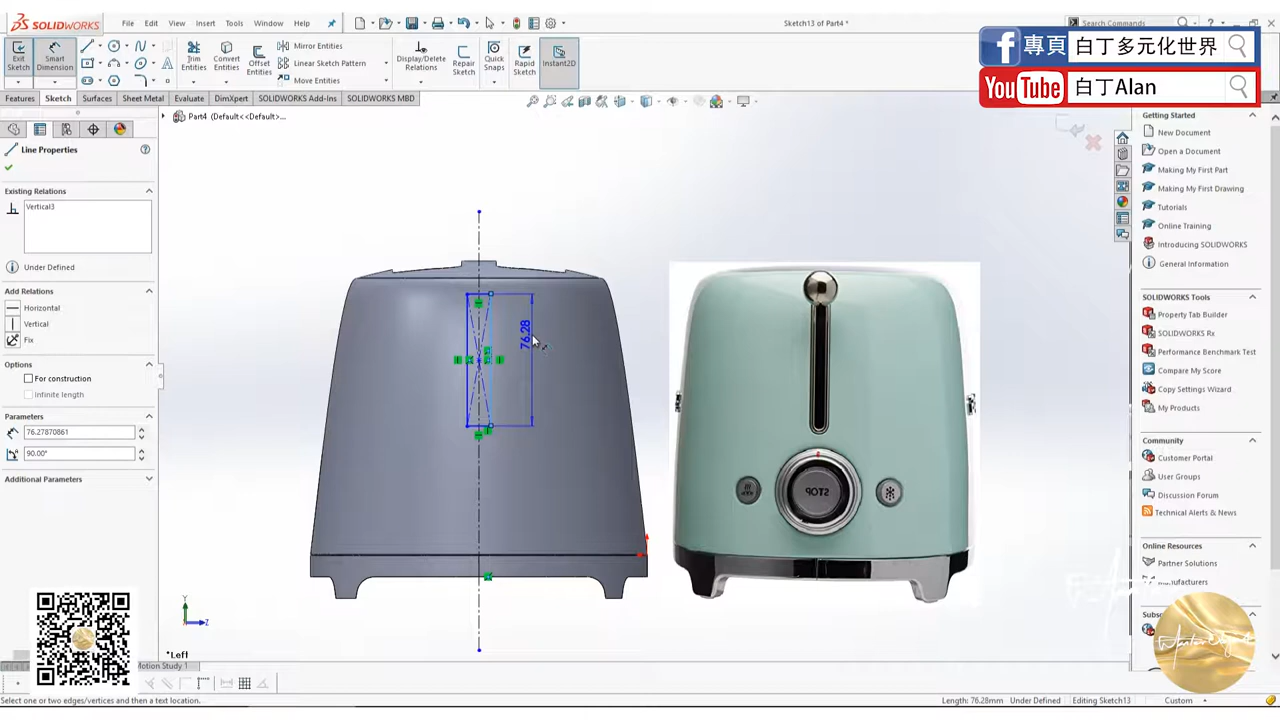 SOLIDWORKS
File
Edit
View
Insert
Tools
Window
Help
Sketch13 of Part4 *
Search Commands
Exit
Sketch
Smart
Dimension
Trim
Entities
Convert
Entities
Offset
Entities
Mirror Entities
Linear Sketch Pattern
Move Entities
Display/Delete
Relations
Repair
Sketch
Quick
Snaps
Rapid
Sketch
Instant2D
專頁 白丁多元化世界
YouTube 白丁Alan
Features
Sketch
Surfaces
Sheet Metal
Evaluate
DimXpert
SOLIDWORKS Add-Ins
SOLIDWORKS MBD
Part4 (Default<<Default>...
Line Properties
Existing Relations
Vertical3
Under Defined
Add Relations
Horizontal
Vertical
Fix
Options
For construction
Infinite length
Parameters
76.27870861
90.00°
Additional Parameters
76.28
STOP
Getting Started
New Document
Open a Document
Making My First Part
Making My First Drawing
Tutorials
Online Training
Introducing SOLIDWORKS
General Information
SOLIDWORKS Tools
Property Tab Builder
SOLIDWORKS Rx
Performance Benchmark Test
Compare My Score
Copy Settings Wizard
My Products
Community
Customer Portal
User Groups
Discussion Forum
Technical Alerts & News
Online Resources
Partner Solutions
Manufacturers
Y
Z
*Left
Motion Study 1
Select one or two edges/vertices and then a text location.
Length: 76.28mm
Under Defined
Editing Sketch13
Custom